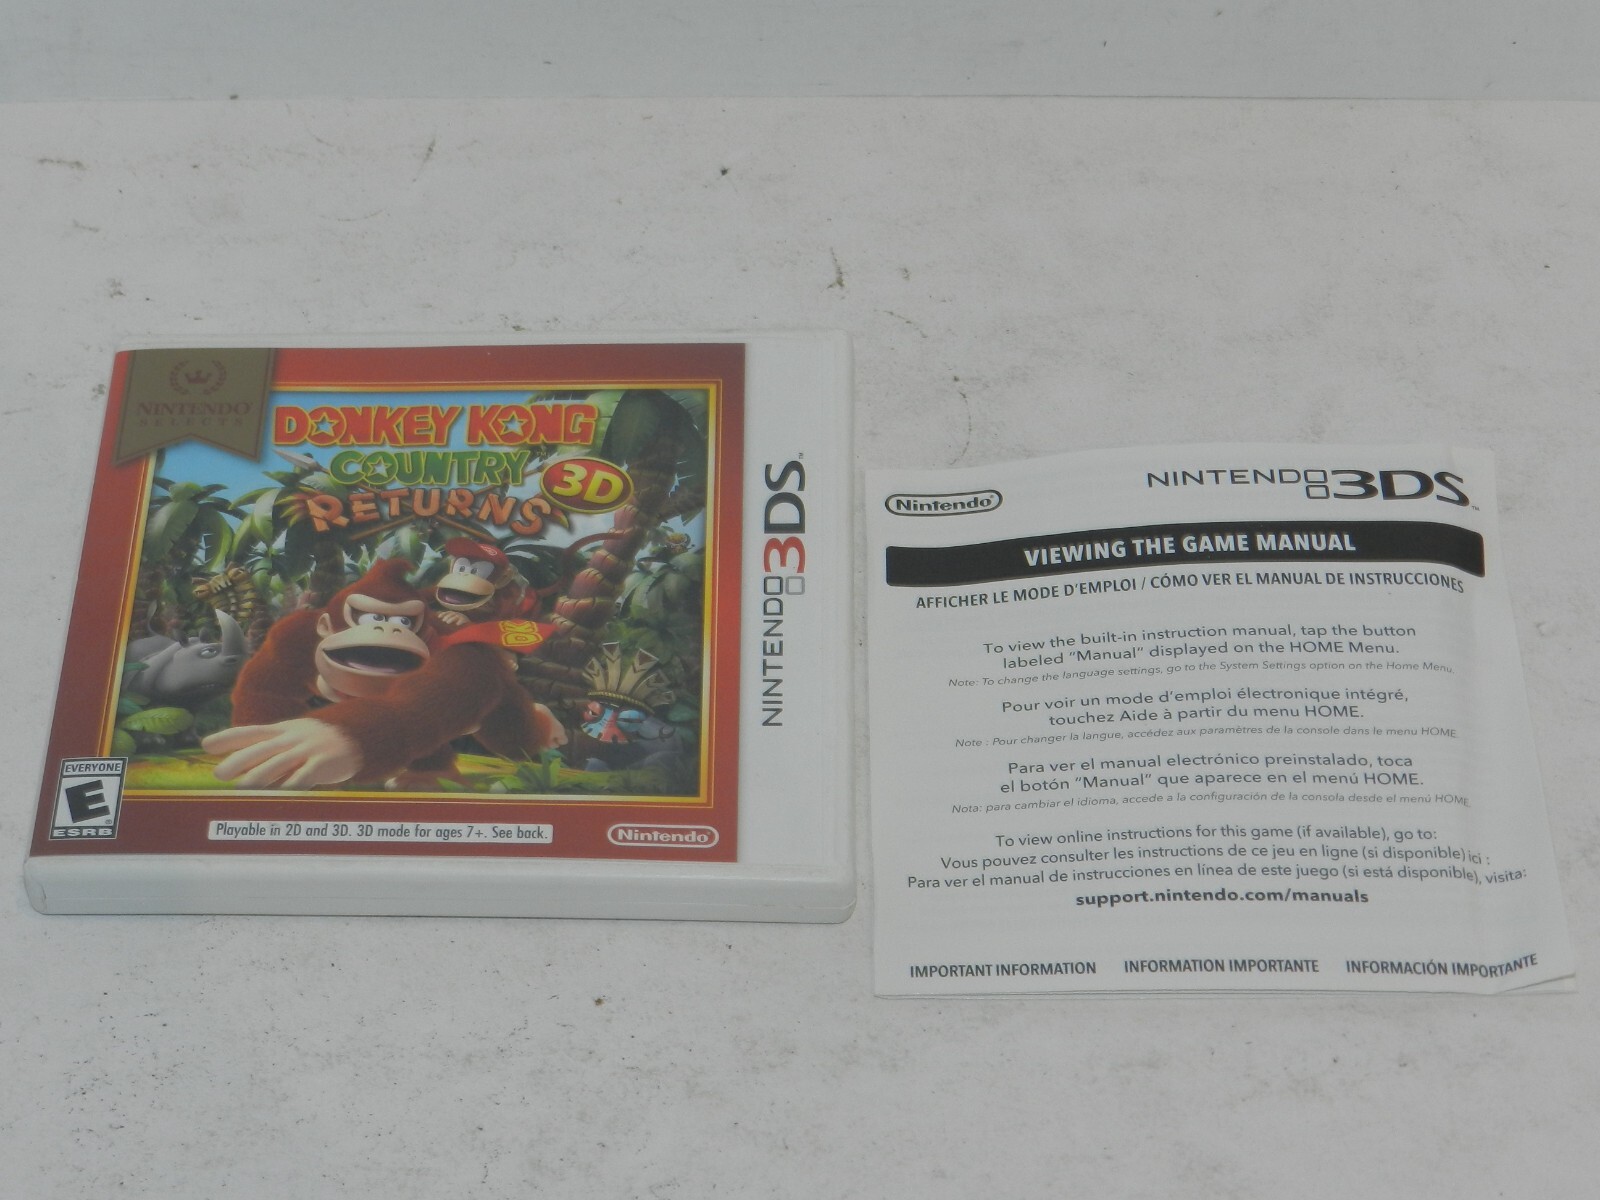 NINTENDO
SELECTS
DONKEY KONG
COUNTRY
RETURNS 3D
DK
EVERYONE
E
ESRB
Playable in 2D and 3D. 3D mode for ages 7+. See back.
Nintendo
NINTENDO 3DS™
Nintendo
NINTENDO 3DS™
VIEWING THE GAME MANUAL
AFFICHER LE MODE D'EMPLOI / CÓMO VER EL MANUAL DE INSTRUCCIONES
To view the built-in instruction manual, tap the button
labeled "Manual" displayed on the HOME Menu.
Note: To change the language settings, go to the System Settings option on the Home Menu.
Pour voir un mode d'emploi électronique intégré,
touchez Aide à partir du menu HOME.
Note : Pour changer la langue, accédez aux paramètres de la console dans le menu HOME.
Para ver el manual electrónico preinstalado, toca
el botón "Manual" que aparece en el menú HOME.
Nota: para cambiar el idioma, accede a la configuración de la consola desde el menú HOME.
To view online instructions for this game (if available), go to:
Vous pouvez consulter les instructions de ce jeu en ligne (si disponible) ici :
Para ver el manual de instrucciones en línea de este juego (si está disponible), visita:
support.nintendo.com/manuals
IMPORTANT INFORMATION INFORMATION IMPORTANTE INFORMACIÓN IMPORTANTE